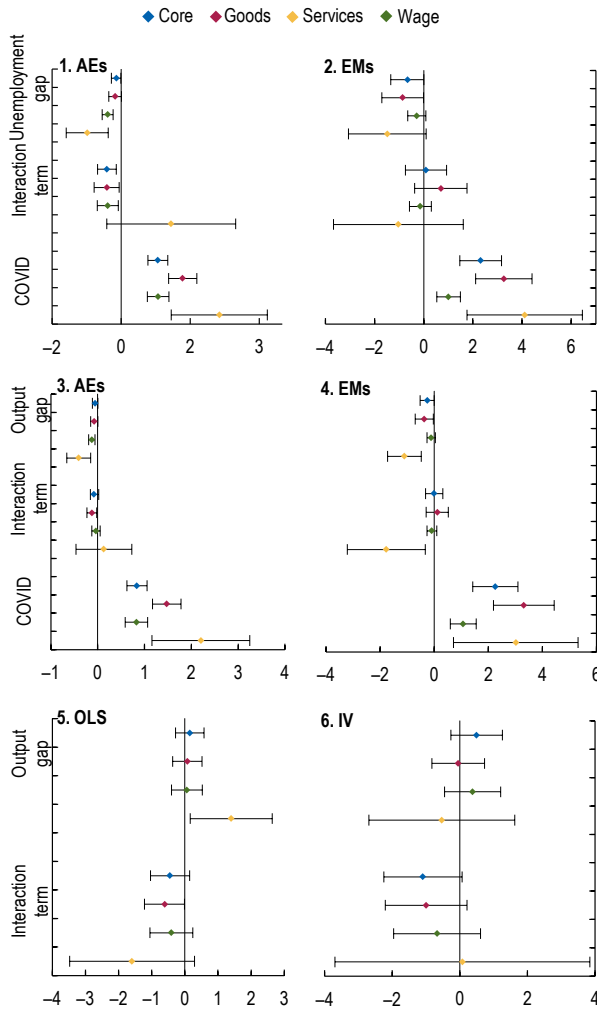 Core Goods Services Wage
1. AEs
2. EMs
Unemployment
gap
Interaction
term
COVID
−2 0 2 3
−4 −2 0 2 4 6
3. AEs
4. EMs
Output
gap
Interaction
term
COVID
−1 0 1 2 3 4
−4 −2 0 2 4 6
5. OLS
6. IV
Output
gap
Interaction
term
−4 −3 −2 −1 0 1 2 3
−4 −2 0 2 4